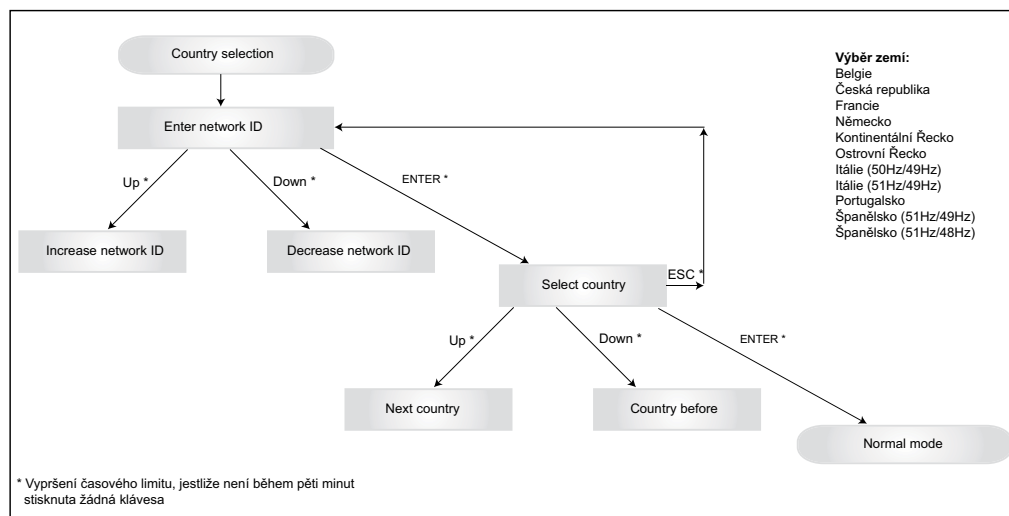 Country selection
Enter network ID
Up *
Down *
ENTER *
Increase network ID
Decrease network ID
Select country
ESC *
Up *
Down *
ENTER *
Next country
Country before
Normal mode
Výběr zemí:
Belgie
Česká republika
Francie
Německo
Kontinentální Řecko
Ostrovní Řecko
Itálie (50Hz/49Hz)
Itálie (51Hz/49Hz)
Portugalsko
Španělsko (51Hz/49Hz)
Španělsko (51Hz/48Hz)
* Vypršení časového limitu, jestliže není během pěti minut
stisknuta žádná klávesa